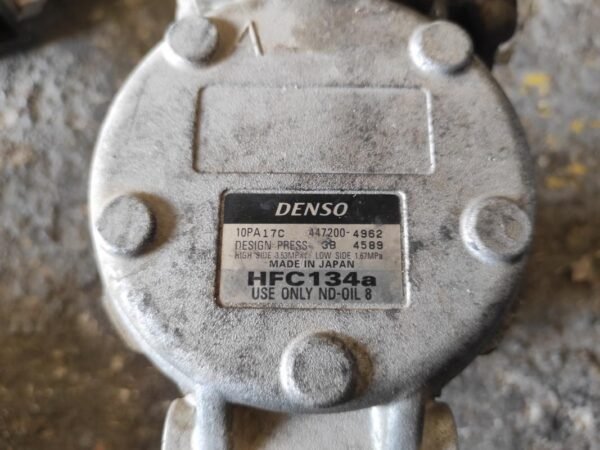 DENSO
10PA17C 447200-4962
DESIGN PRESS 3B 4589
HIGH SIDE 3.53MPa LOW SIDE 1.67MPa
MADE IN JAPAN
HFC134a
USE ONLY ND-OIL 8